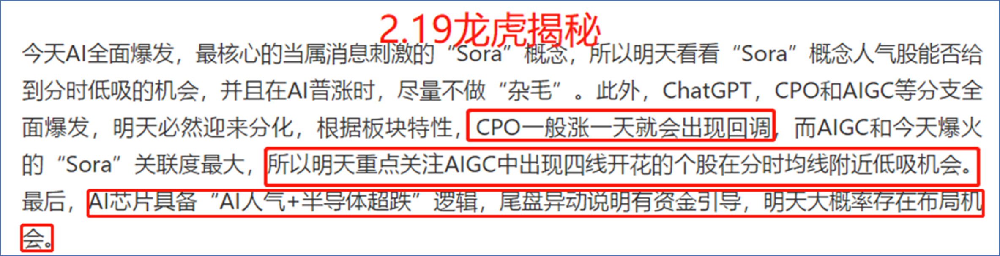 2.19龙虎揭秘
今天AI全面爆发，最核心的当属消息刺激的“Sora”概念，所以明天看看“Sora”概念人气股能否给
到分时低吸的机会，并且在AI普涨时，尽量不做“杂毛”。此外，ChatGPT，CPO和AIGC等分支全
面爆发，明天必然迎来分化，根据板块特性，CPO一般涨一天就会出现回调，而AIGC和今天爆火
的“Sora”关联度最大，所以明天重点关注AIGC中出现四线开花的个股在分时均线附近低吸机会。
最后，AI芯片具备“AI人气+半导体超跌”逻辑，尾盘异动说明有资金引导，明天大概率存在布局机
会。